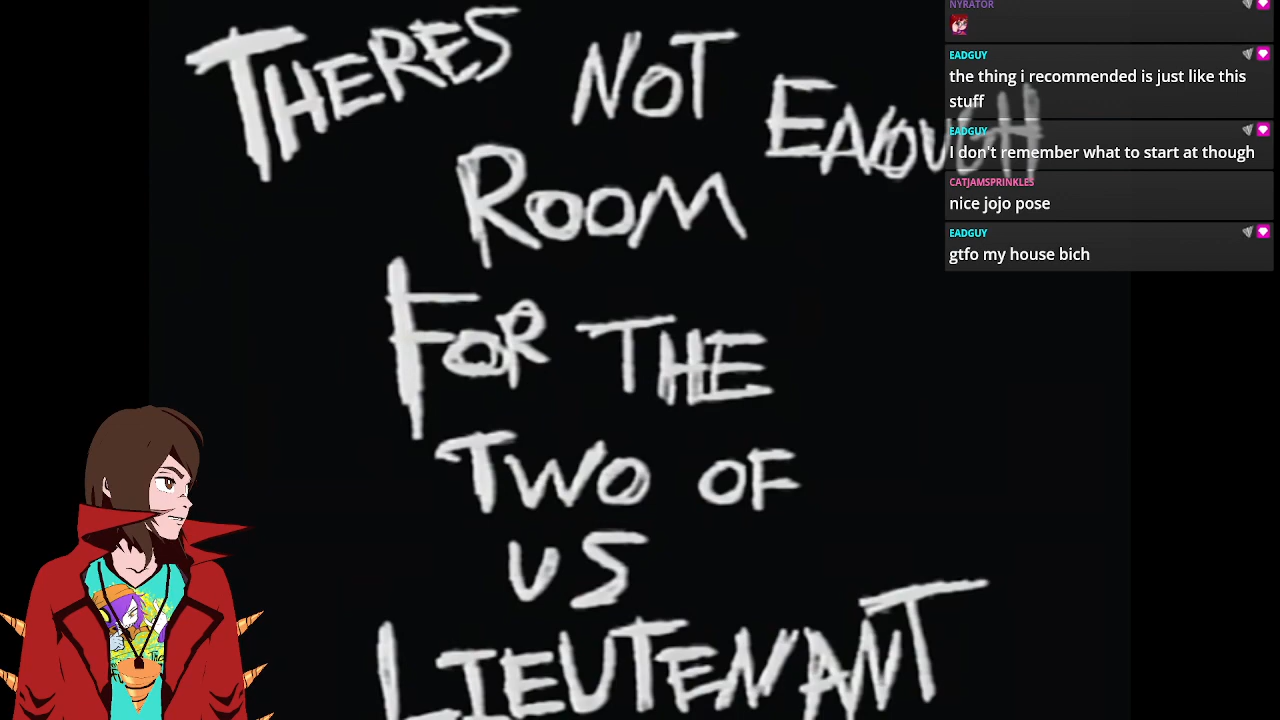 THERES NOT ENOUGH
ROOM
FOR THE
TWO OF
US
LIEUTENANT
NYRATOR
EADGUY
the thing i recommended is just like this
stuff
EADGUY
I don't remember what to start at though
CATJAMSPRINKLES
nice jojo pose
EADGUY
gtfo my house bich